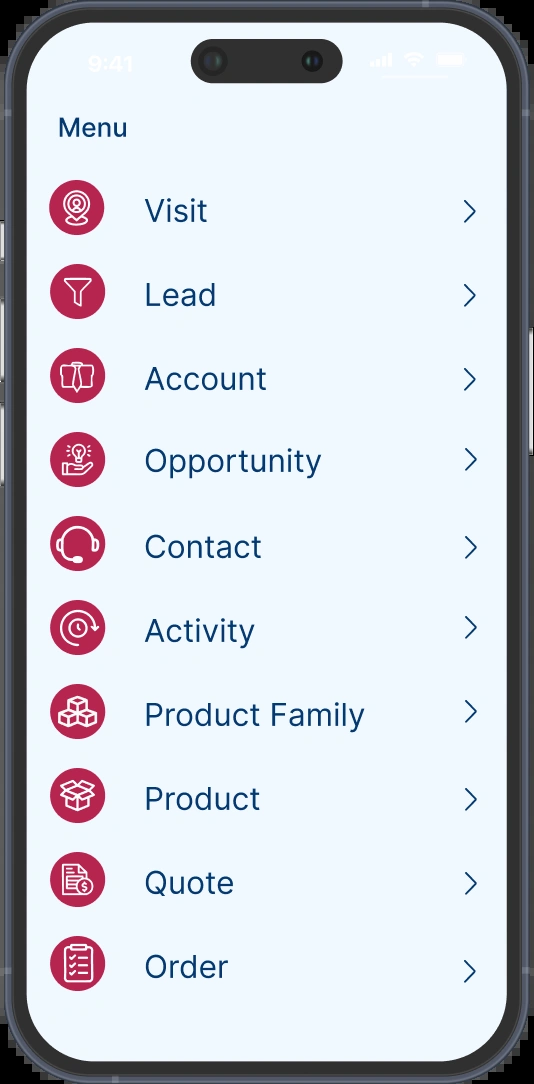 9:41
Menu
Visit
Lead
Account
Opportunity
Contact
Activity
Product Family
Product
Quote
Order